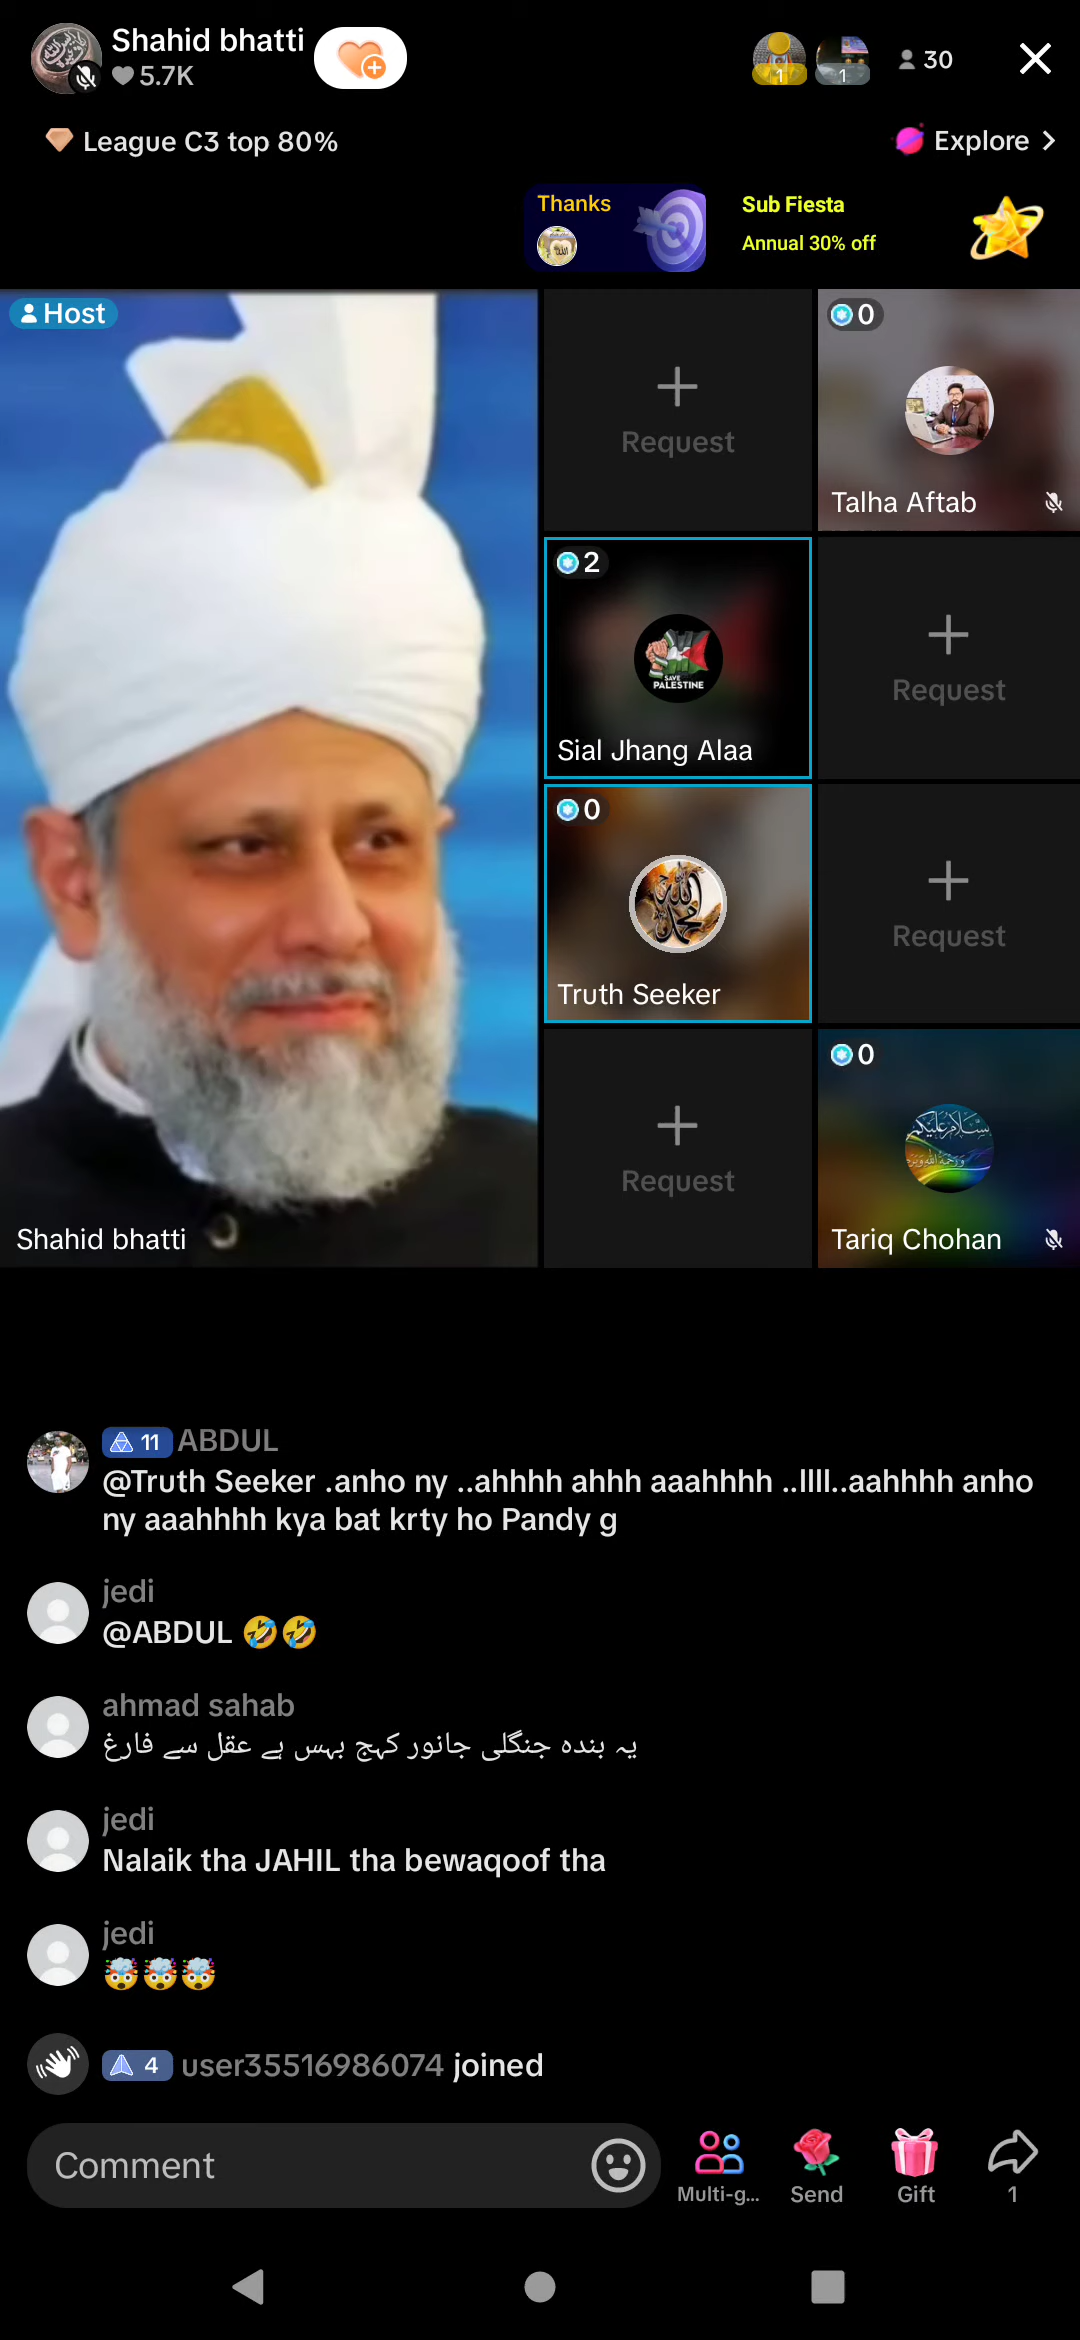 Shahid bhatti
5.7K
1
1
30
League C3 top 80%
Explore
Thanks
Sub Fiesta
Annual 30% off
Host
Request
0
Talha Aftab
2
SAVE
PALESTINE
Sial Jhang Alaa
Request
0
Truth Seeker
Request
Request
0
Tariq Chohan
Shahid bhatti
11 ABDUL
@Truth Seeker .anho ny ..ahhhh ahhh aaahhhh ..llll..aahhhh anho
ny aaahhhh kya bat krty ho Pandy g
jedi
@ABDUL 🤣🤣
ahmad sahab
یہ بندہ جنگلی جانور کہج بہس ہے عقل سے فارغ
jedi
Nalaik tha JAHIL tha bewaqoof tha
jedi
🤯🤯🤯
4 user35516986074 joined
Comment
Multi-g...
Send
Gift
1